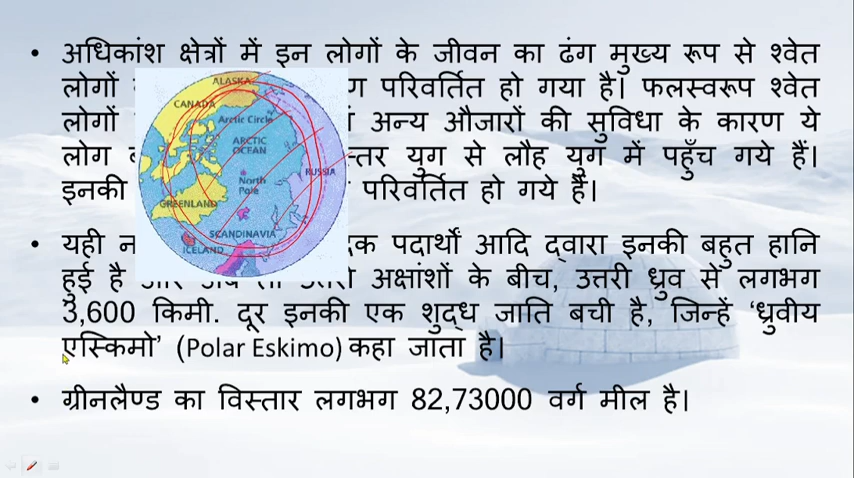 • अधिकांश क्षेत्रों में इन लोगों के जीवन का ढंग मुख्य रूप से श्वेत
लोगों परिवर्तित हो गया है। फलस्वरूप श्वेत
लोगों अन्य औजारों की सुविधा के कारण ये
लोग युग से लौह युग में पहुँच गये हैं।
इनकी परिवर्तित हो गये हैं।
• यही पदार्थों आदि द्वारा इनकी बहुत हानि
हुई है अक्षांशों के बीच, उत्तरी ध्रुव से लगभग
3,600 किमी. दूर इनकी एक शुद्ध जाति बची है, जिन्हें ‘ध्रुवीय
एस्किमो’ (Polar Eskimo) कहा जाता है।
• ग्रीनलैण्ड का विस्तार लगभग 82,73000 वर्ग मील है।
ALASKA
CANADA
Arctic Circle
ARCTIC
OCEAN
RUSSIA
North
Pole
GREENLAND
SCANDINAVIA
ICELAND